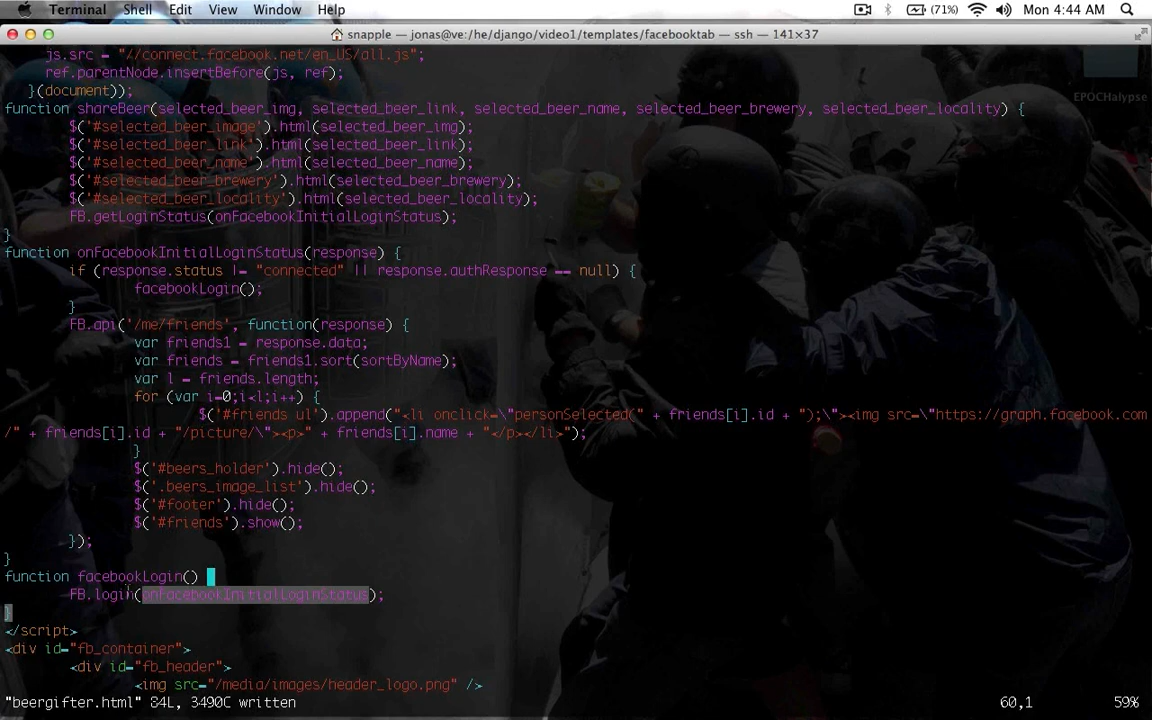 Terminal Shell Edit View Window Help (71%) Mon 4:44 AM
snapple — jonas@ve:/he/django/video1/templates/facebooktab — ssh — 141×37
EPOCHalypse
js.src = "//connect.facebook.net/en_US/all.js";
ref.parentNode.insertBefore(js, ref);
}(document));
function shareBeer(selected_beer_img, selected_beer_link, selected_beer_name, selected_beer_brewery, selected_beer_locality) {
$('#selected_beer_image').html(selected_beer_img);
$('#selected_beer_link').html(selected_beer_link);
$('#selected_beer_name').html(selected_beer_name);
$('#selected_beer_brewery').html(selected_beer_brewery);
$('#selected_beer_locality').html(selected_beer_locality);
FB.getLoginStatus(onFacebookInitialLoginStatus);
}
function onFacebookInitialLoginStatus(response) {
if (response.status != "connected" || response.authResponse == null) {
facebookLogin();
}
FB.api('/me/friends', function(response) {
var friends1 = response.data;
var friends = friends1.sort(sortByName);
var l = friends.length;
for (var i=0;i<l;i++) {
$('#friends ul').append("<li onclick=\"personSelected(" + friends[i].id + ");\"><img src=\"https://graph.facebook.com
/" + friends[i].id + "/picture/\"><p>" + friends[i].name + "</p></li>");
}
$('#beers_holder').hide();
$('.beers_image_list').hide();
$('#footer').hide();
$('#friends').show();
});
}
function facebookLogin()
FB.login(onFacebookInitialLoginStatus);
}
</script>
<div id="fb_container">
<div id="fb_header">
<img src="/media/images/header_logo.png" />
"beergifter.html" 84L, 3490C written 60,1 59%